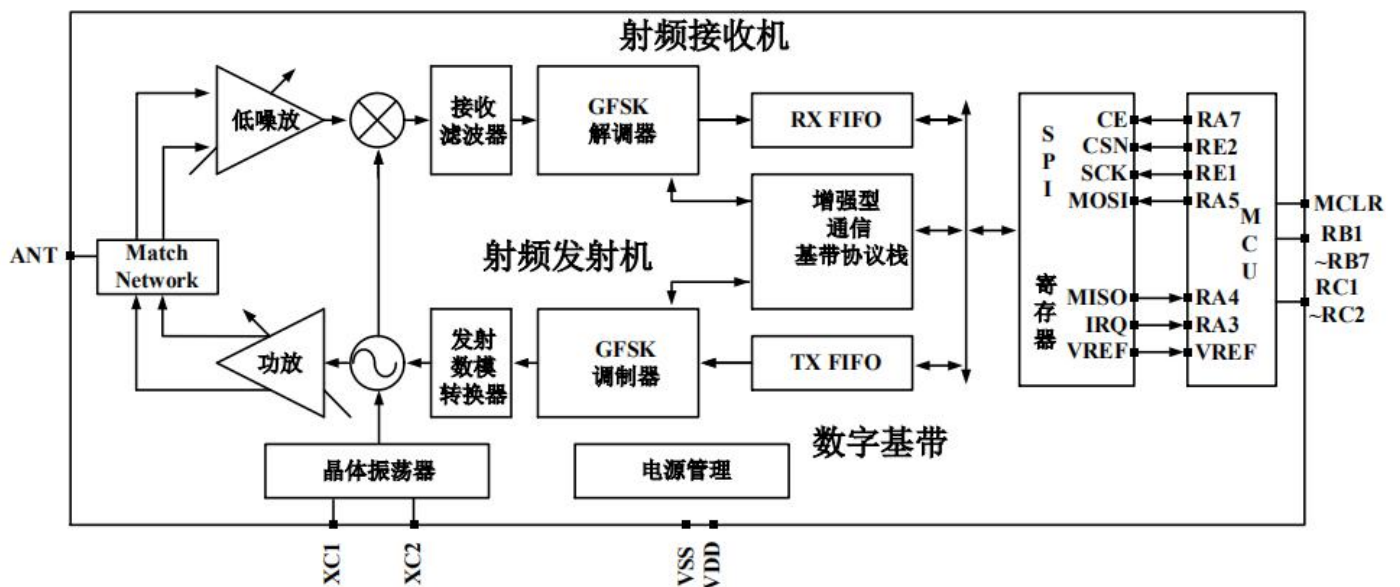 射频接收机
低噪放
接收
滤波器
GFSK
解调器
RX FIFO
S
P
I
CE
CSN
SCK
MOSI
RA7
RE2
RE1
RA5
M
C
U
MCLR
RB1
~RB7
RC1
~RC2
ANT
Match
Network
射频发射机
增强型
通信
基带协议栈
寄
存
器
MISO
IRQ
VREF
RA4
RA3
VREF
功放
发射
数模
转换器
GFSK
调制器
TX FIFO
数字基带
晶体振荡器
电源管理
XC1
XC2
VSS
VDD